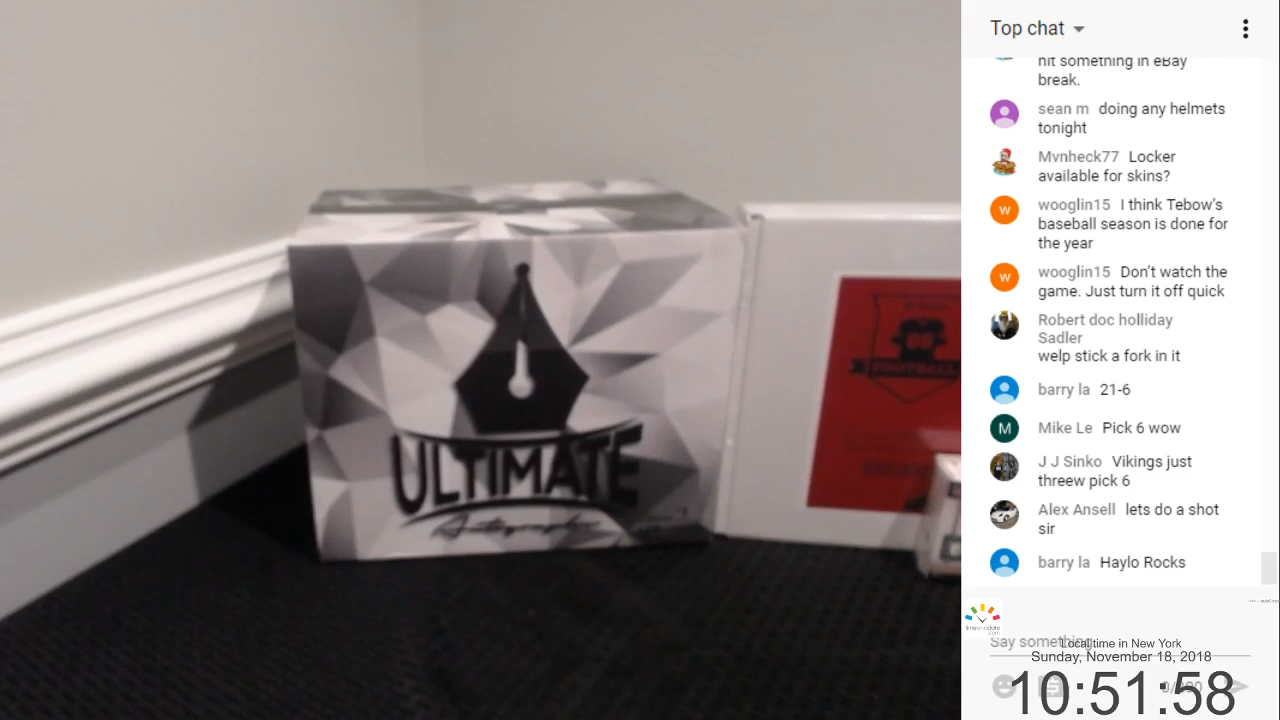 Top chat
hit something in eBay
break.
sean m doing any helmets
tonight
Mvnheck77 Locker
available for skins?
W wooglin15 I think Tebow's
baseball season is done for
the year
W wooglin15 Don't watch the
game. Just turn it off quick
Robert doc holliday
Sadler
welp stick a fork in it
barry la 21-6
M Mike Le Pick 6 wow
J J Sinko Vikings just
threew pick 6
Alex Ansell lets do a shot
sir
barry la Haylo Rocks
Say something...
Local time in New York
Sunday, November 18, 2018
10:51:58
ULTIMATE
Autographs
FOOTBALL